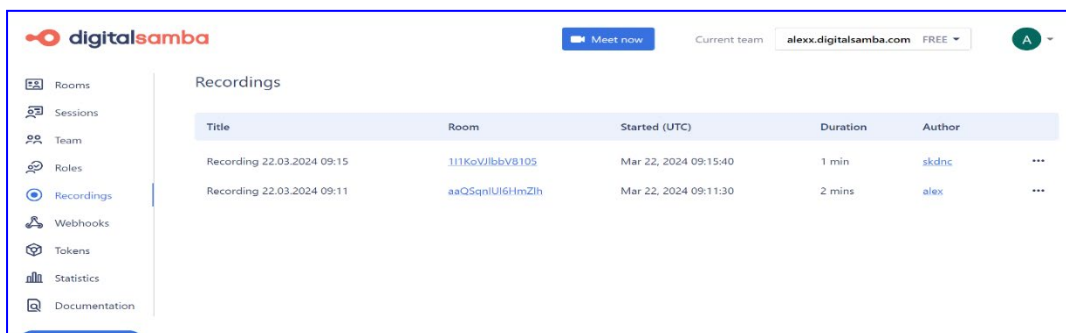 digitalsamba
Meet now
Current team
alexx.digitalsamba.com FREE
A
Rooms
Sessions
Team
Roles
Recordings
Webhooks
Tokens
Statistics
Documentation
Recordings
Title Room Started (UTC) Duration Author
Recording 22.03.2024 09:15 Mar 22, 2024 09:15:40 1 min skdnc
Recording 22.03.2024 09:11 Mar 22, 2024 09:11:30 2 mins alex